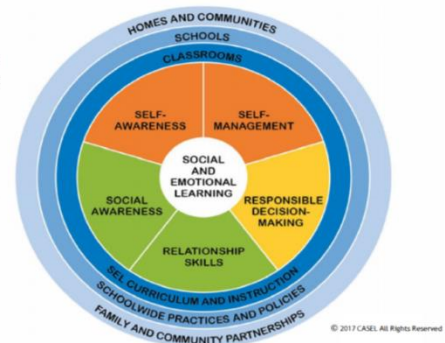 HOMES AND COMMUNITIES
SCHOOLS
CLASSROOMS
SELF-
AWARENESS
SELF-
MANAGEMENT
SOCIAL
AND
EMOTIONAL
LEARNING
SOCIAL
AWARENESS
RESPONSIBLE
DECISION-
MAKING
RELATIONSHIP
SKILLS
SEL CURRICULUM AND INSTRUCTION
SCHOOLWIDE PRACTICES AND POLICIES
FAMILY AND COMMUNITY PARTNERSHIPS
© 2017 CASEL All Rights Reserved